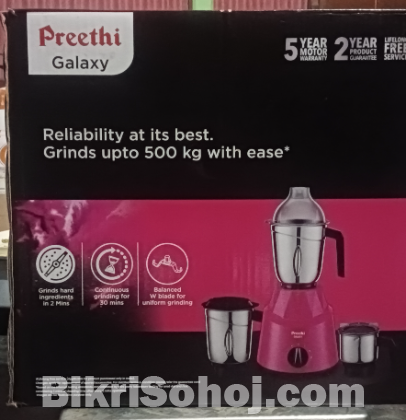 Preethi
Galaxy
5 YEAR MOTOR WARRANTY
2 YEAR PRODUCT GUARANTEE
LIFELONG FREE SERVICE
Reliability at its best.
Grinds upto 500 kg with ease*
Grinds hard
ingredients
in 2 Mins
Continuous
grinding for
30 mins
Balanced
W blade for
uniform grinding
Preethi
BikriSohoj.com